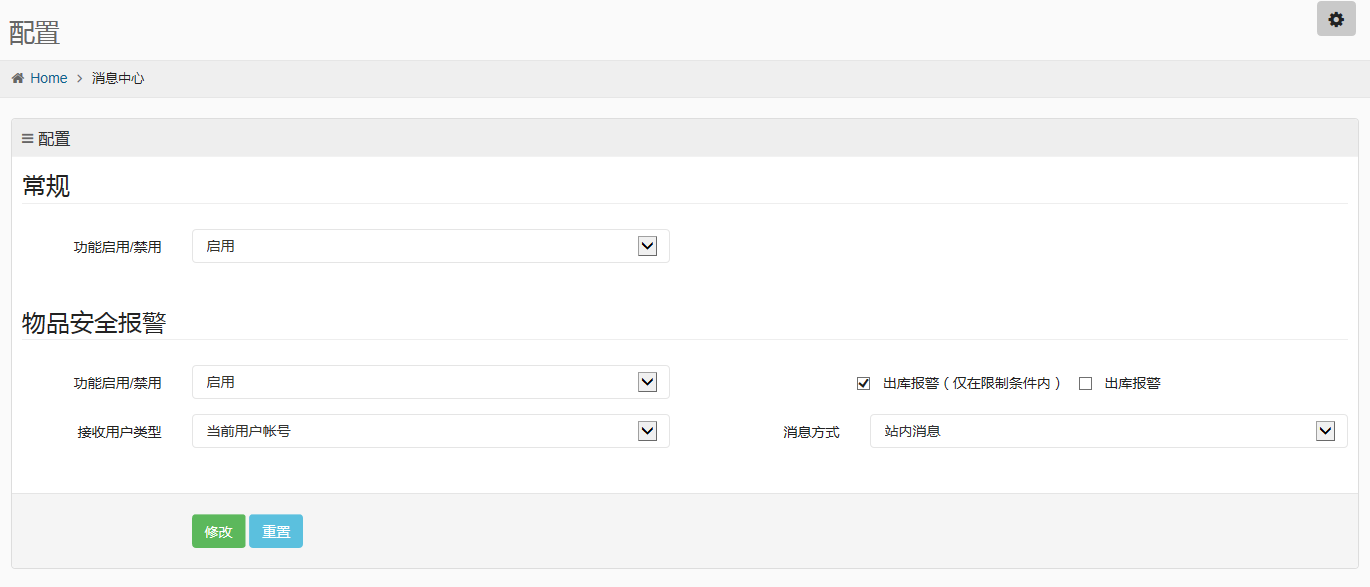 配置
Home > 消息中心
配置
常规
功能启用/禁用 启用
物品安全报警
功能启用/禁用 启用 出库报警（仅在限制条件内） 出库报警
接收用户类型 当前用户帐号 消息方式 站内消息
修改 重置